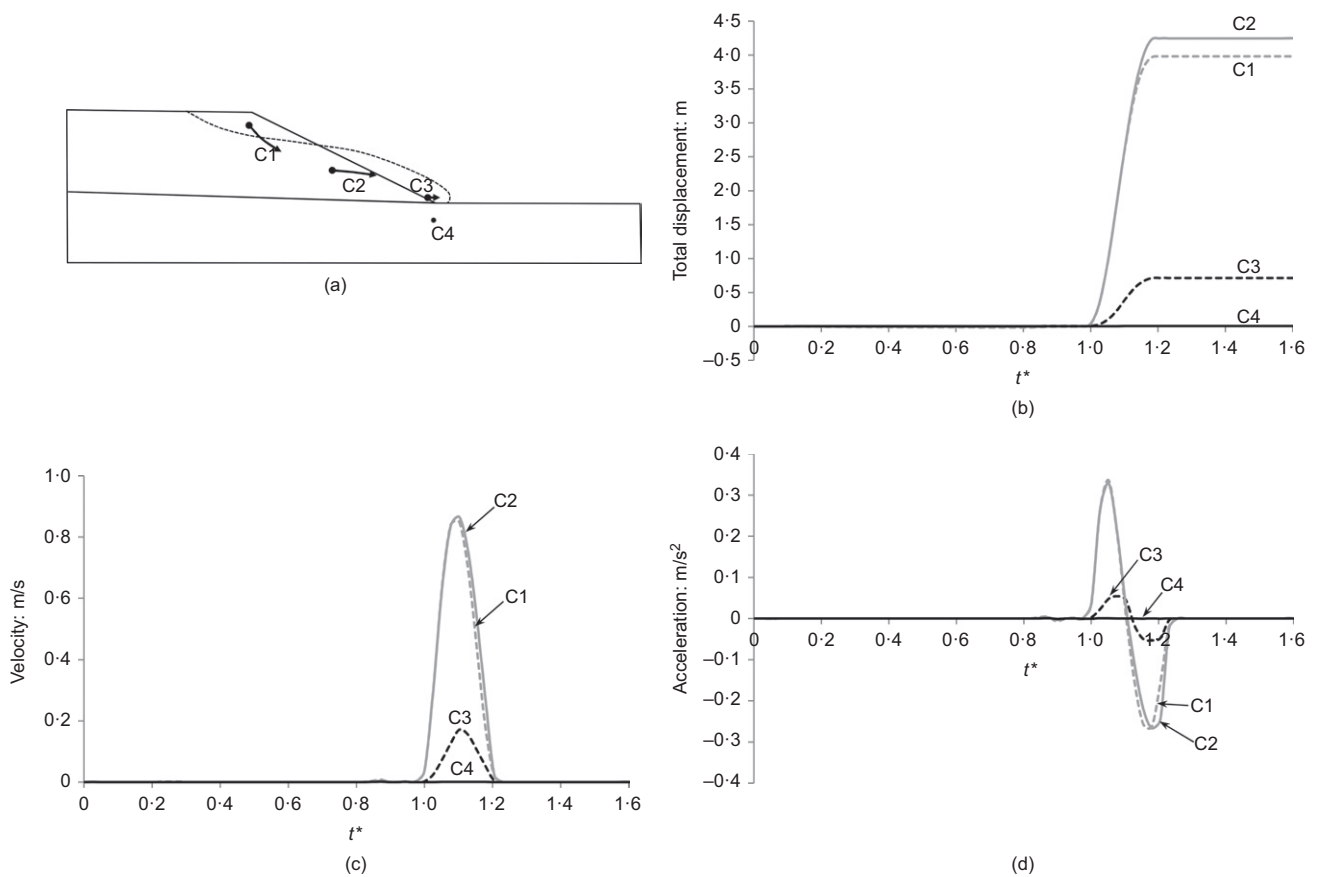 C1
C2
C3
C4
(a)
Total displacement: m
4·5
4·0
3·5
3·0
2·5
2·0
1·5
1·0
0·5
0
–0·5
0
0·2
0·4
0·6
0·8
1·0
1·2
1·4
1·6
C2
C1
C3
C4
t*
(b)
Velocity: m/s
1·0
0·8
0·6
0·4
0·2
0
0
0·2
0·4
0·6
0·8
1·0
1·2
1·4
1·6
C2
C1
C3
C4
t*
(c)
Acceleration: m/s²
0·4
0·3
0·2
0·1
0
–0·1
–0·2
–0·3
–0·4
0
0·2
0·4
0·6
0·8
1·0
1·2
1·4
1·6
C3
C4
C1
C2
t*
(d)